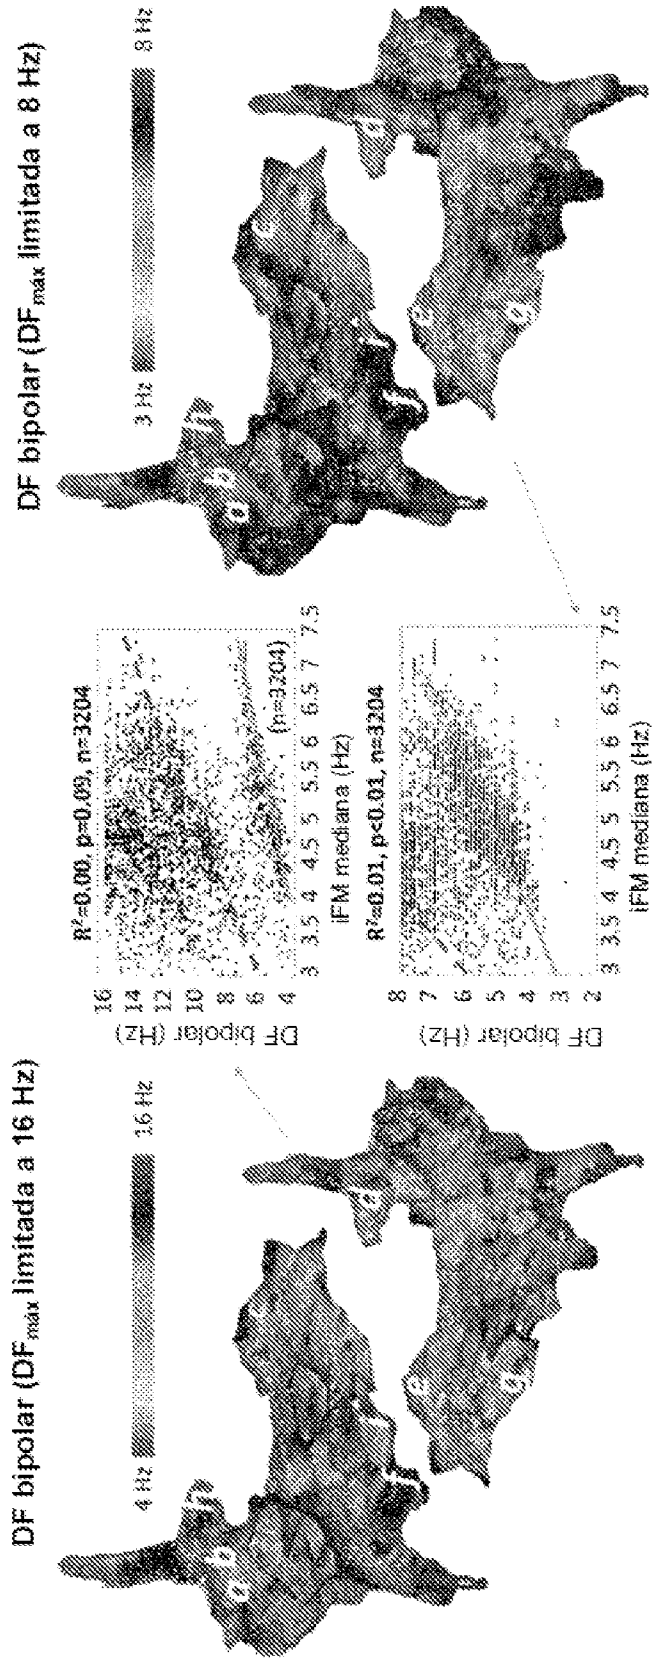 DF bipolar (DFmáx limitada a 16 Hz)
4 Hz
16 Hz
a
b
h
c
i
f
d
e
g
R²=0.00, p=0.09, n=3204
DF bipolar (Hz)
16
14
12
10
8
6
4
(n=3204)
3 3.5 4 4.5 5 5.5 6 6.5 7 7.5
iFM mediana (Hz)
R²=0.01, p<0.01, n=3204
DF bipolar (Hz)
8
7
6
5
4
3
2
3 3.5 4 4.5 5 5.5 6 6.5 7 7.5
iFM mediana (Hz)
DF bipolar (DFmáx limitada a 8 Hz)
3 Hz
8 Hz
a
b
h
c
i
f
d
e
g